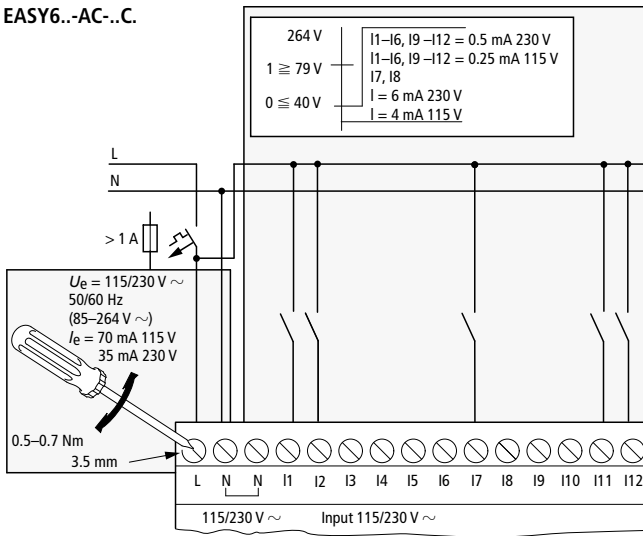 EASY6..-AC-..C.
264 V
1 ≧ 79 V
0 ≦ 40 V
I1–I6, I9 –I12 = 0.5 mA 230 V
I1–I6, I9 –I12 = 0.25 mA 115 V
I7, I8
I = 6 mA 230 V
I = 4 mA 115 V
L
N
> 1 A
Ue = 115/230 V ~
50/60 Hz
(85–264 V ~)
Ie = 70 mA 115 V
35 mA 230 V
0.5–0.7 Nm
3.5 mm
L N N I1 I2 I3 I4 I5 I6 I7 I8 I9 I10 I11 I12
115/230 V ~ Input 115/230 V ~